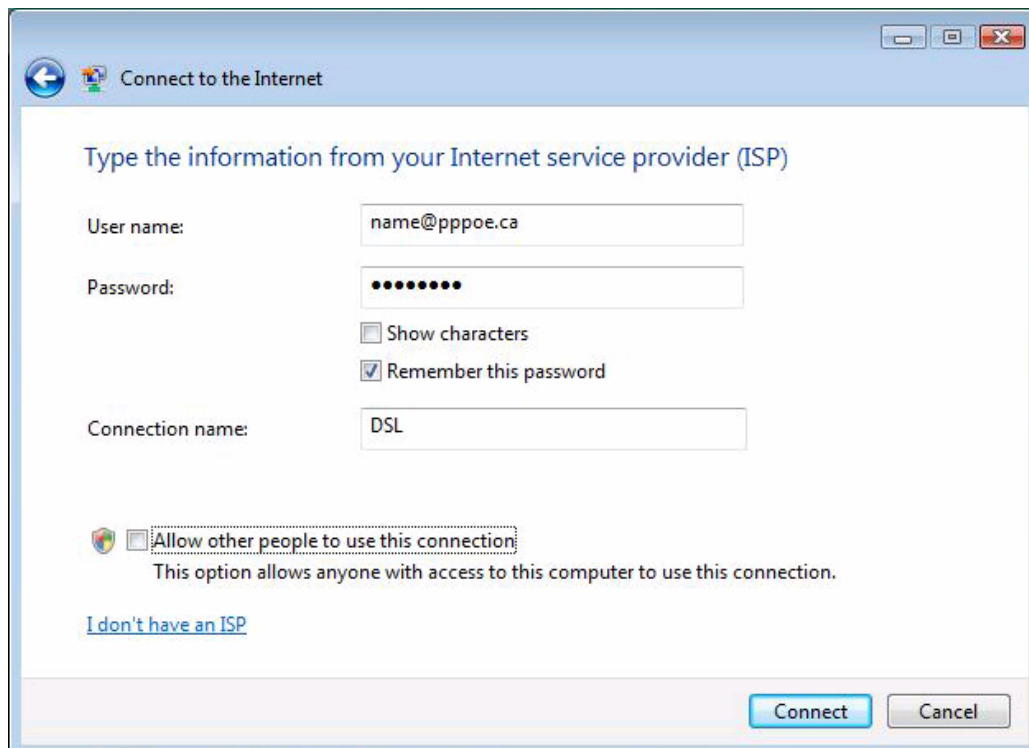 Connect to the Internet
Type the information from your Internet service provider (ISP)
User name: name@pppoe.ca
Password: ●●●●●●●●
Show characters
Remember this password
Connection name: DSL
Allow other people to use this connection
This option allows anyone with access to this computer to use this connection.
I don't have an ISP
Connect Cancel